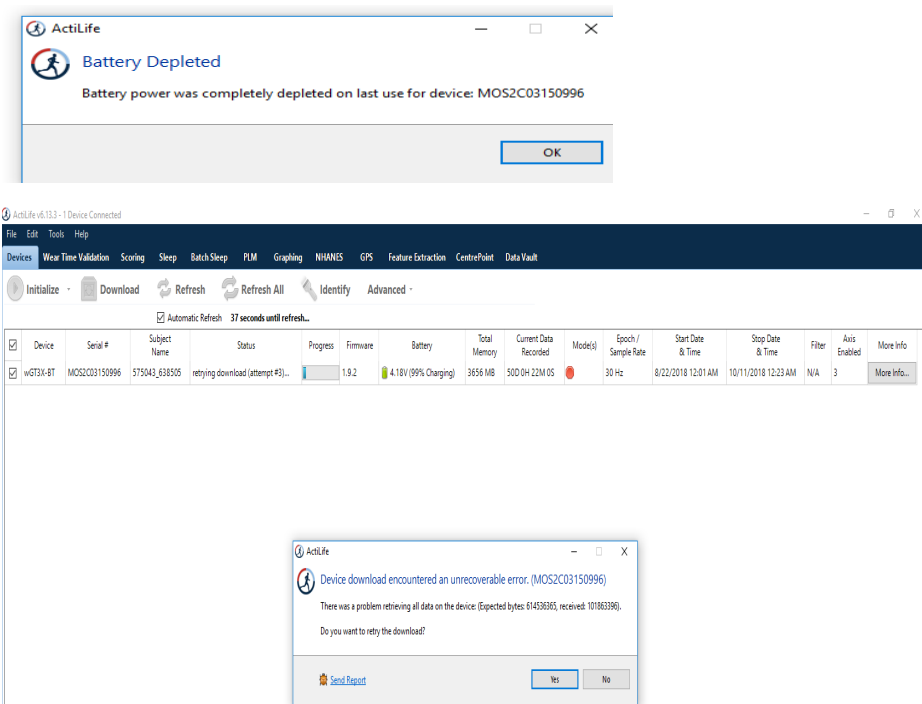 ActiLife
Battery Depleted
Battery power was completely depleted on last use for device: MOS2C03150996
OK
ActiLife v6.13.3 - 1 Device Connected
File Edit Tools Help
Devices Wear Time Validation Scoring Sleep Batch Sleep PLM Graphing NHANES GPS Feature Extraction CentrePoint Data Vault
Initialize Download Refresh Refresh All Identify Advanced
Automatic Refresh 37 seconds until refresh...
Device Serial # Subject Name Status Progress Firmware Battery Total Memory Current Data Recorded Mode(s) Epoch / Sample Rate Start Date & Time Stop Date & Time Filter Axis Enabled More Info
wGT3X-BT MOS2C03150996 575043_638505 retrying download (attempt #3)... 1.9.2 4.18V (99% Charging) 3656 MB 50D 0H 22M 0S 30 Hz 8/22/2018 12:01 AM 10/11/2018 12:23 AM N/A 3 More Info...
ActiLife
Device download encountered an unrecoverable error. (MOS2C03150996)
There was a problem retrieving all data on the device: (Expected bytes: 614536365, received: 101863396).
Do you want to retry the download?
Send Report Yes No